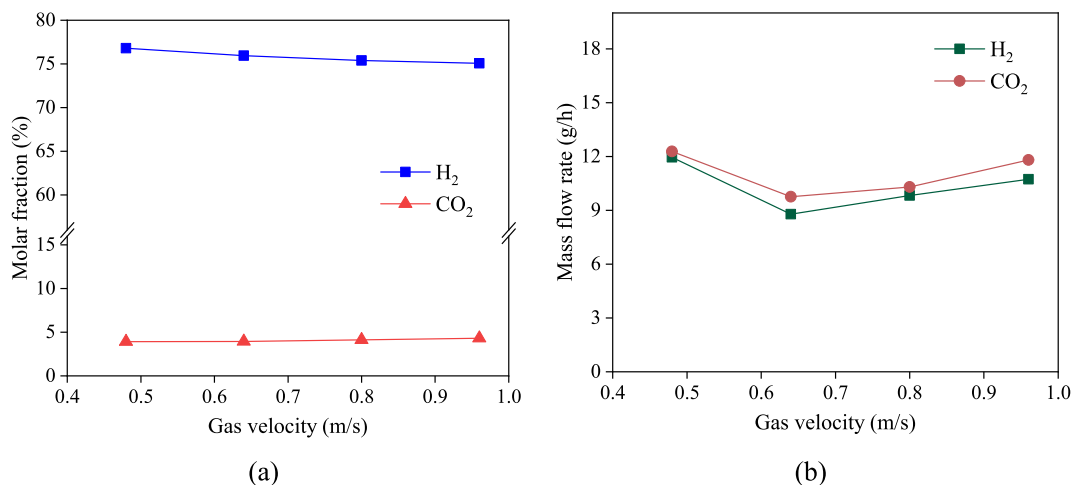 80
75
70
65
60
15
10
5
0
Molar fraction (%)
H₂
CO₂
0.4 0.5 0.6 0.7 0.8 0.9 1.0
Gas velocity (m/s)
(a)
18
15
12
9
6
3
0
Mass flow rate (g/h)
H₂
CO₂
0.4 0.5 0.6 0.7 0.8 0.9 1.0
Gas velocity (m/s)
(b)